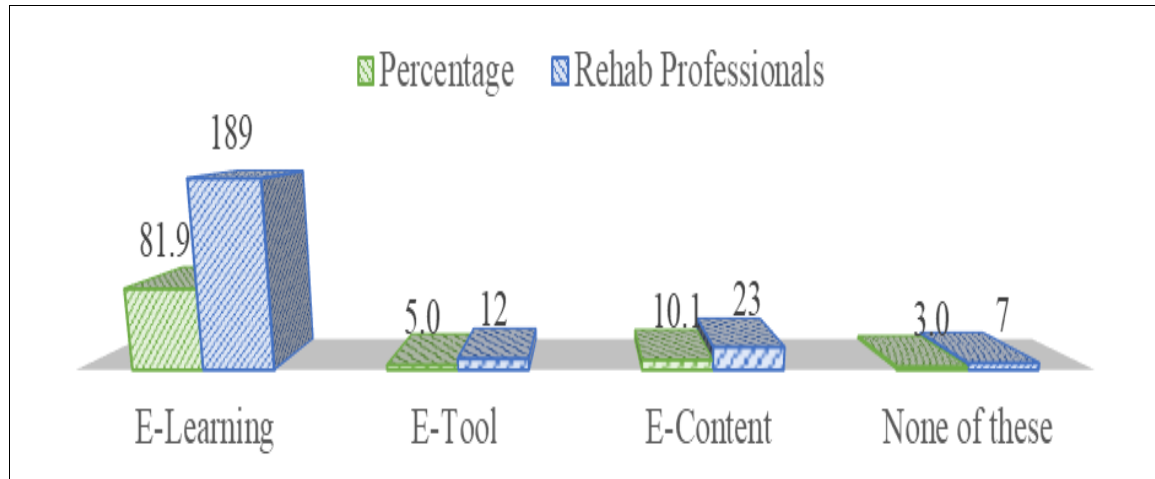 Percentage Rehab Professionals
189
81.9
5.0 12 10.1 23 3.0 7
E-Learning E-Tool E-Content None of these